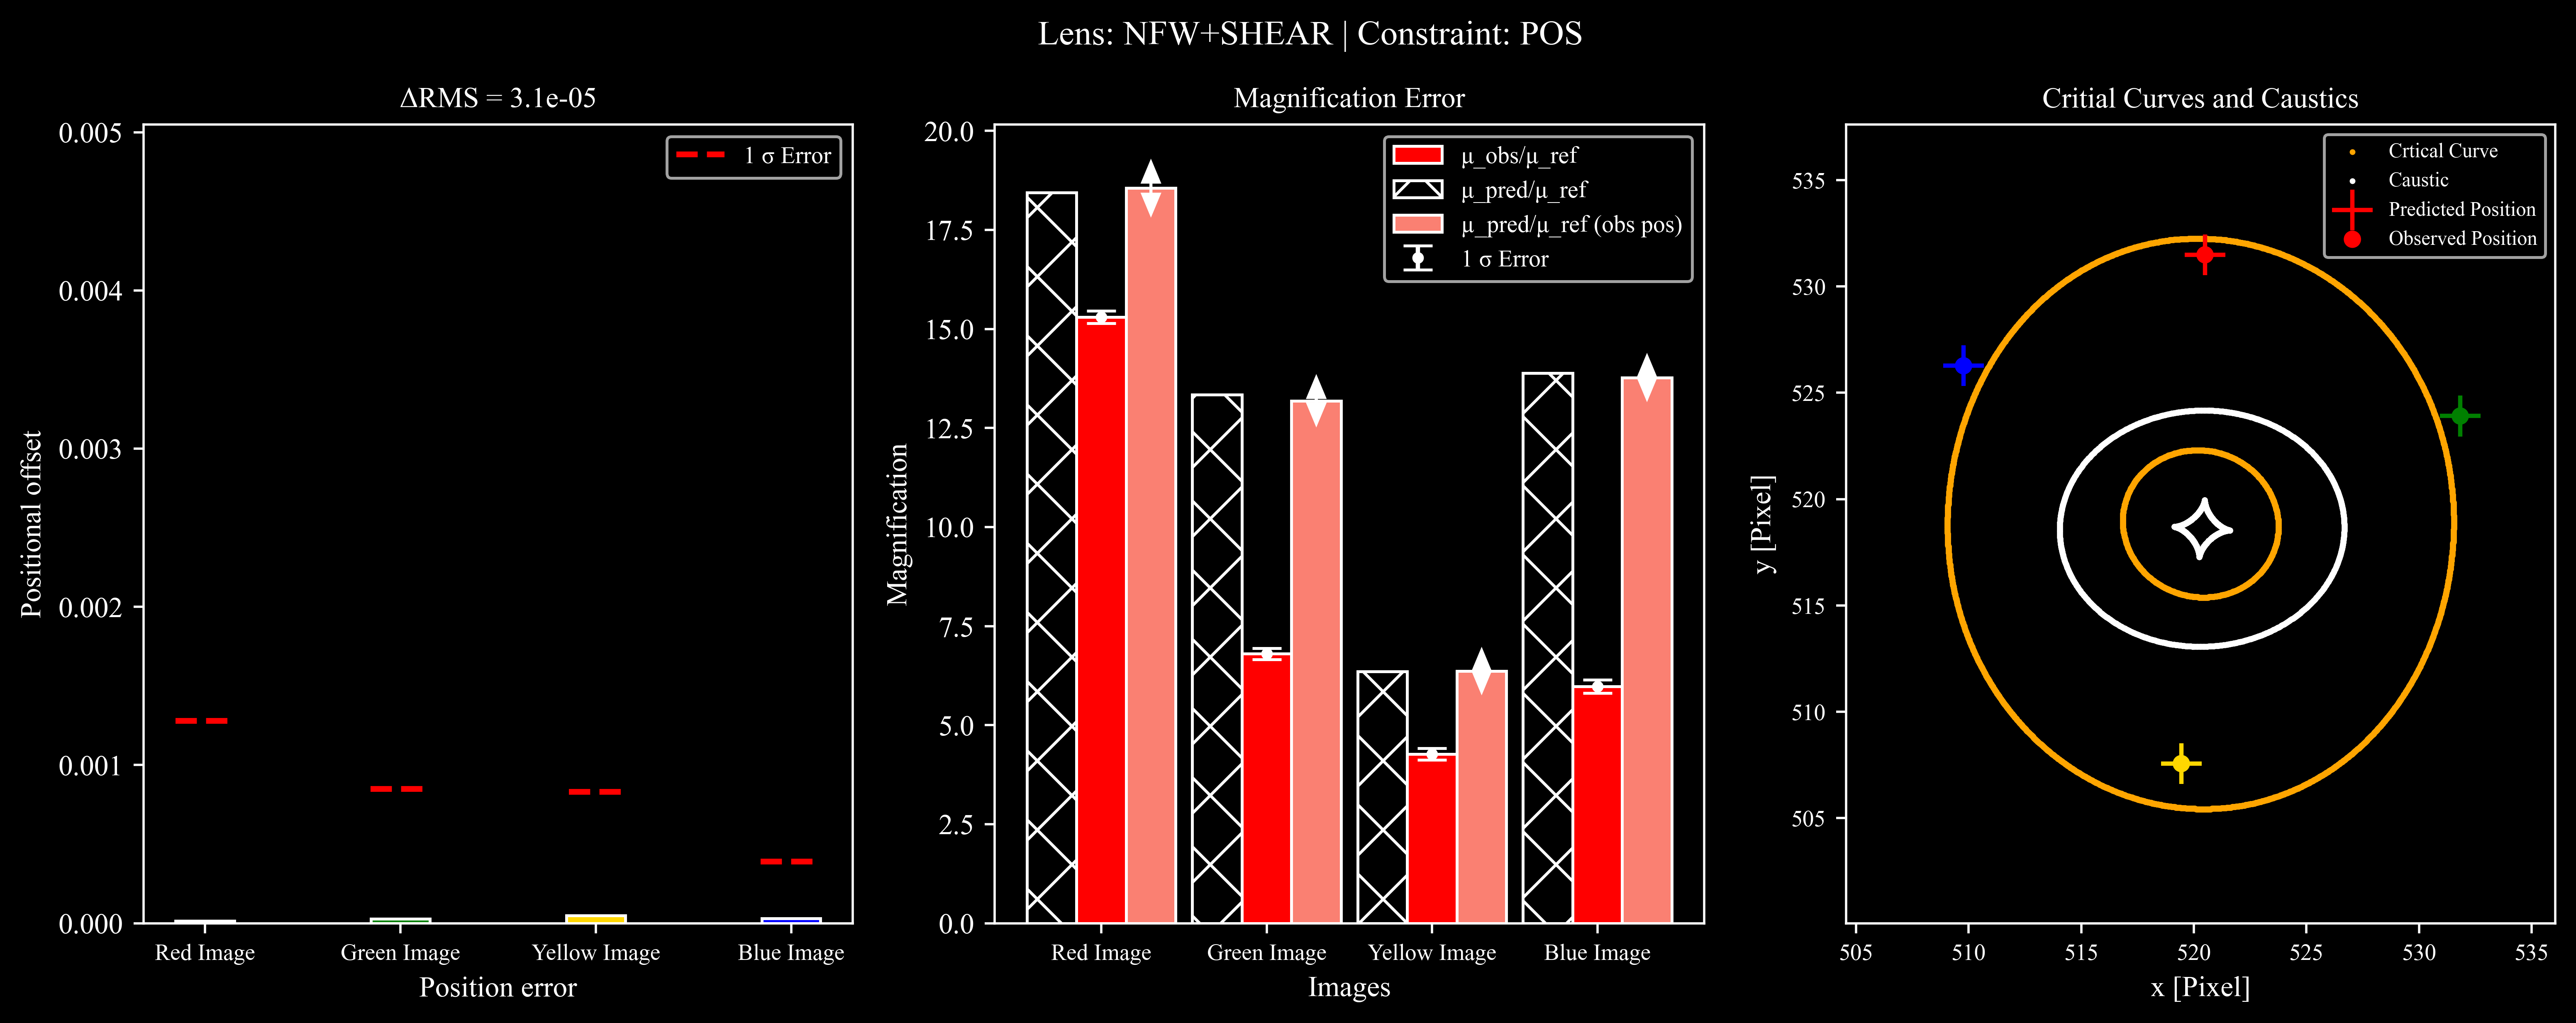 Lens: NFW+SHEAR | Constraint: POS
ΔRMS = 3.1e-05
0.005
0.004
0.003
0.002
0.001
0.000
Positional offset
1 σ Error
Red Image
Green Image
Yellow Image
Blue Image
Position error
Magnification Error
20.0
17.5
15.0
12.5
10.0
7.5
5.0
2.5
0.0
Magnification
μ_obs/μ_ref
μ_pred/μ_ref
μ_pred/μ_ref (obs pos)
1 σ Error
Red Image
Green Image
Yellow Image
Blue Image
Images
Critial Curves and Caustics
535
530
525
520
515
510
505
y [Pixel]
Crtical Curve
Caustic
Predicted Position
Observed Position
505
510
515
520
525
530
535
x [Pixel]